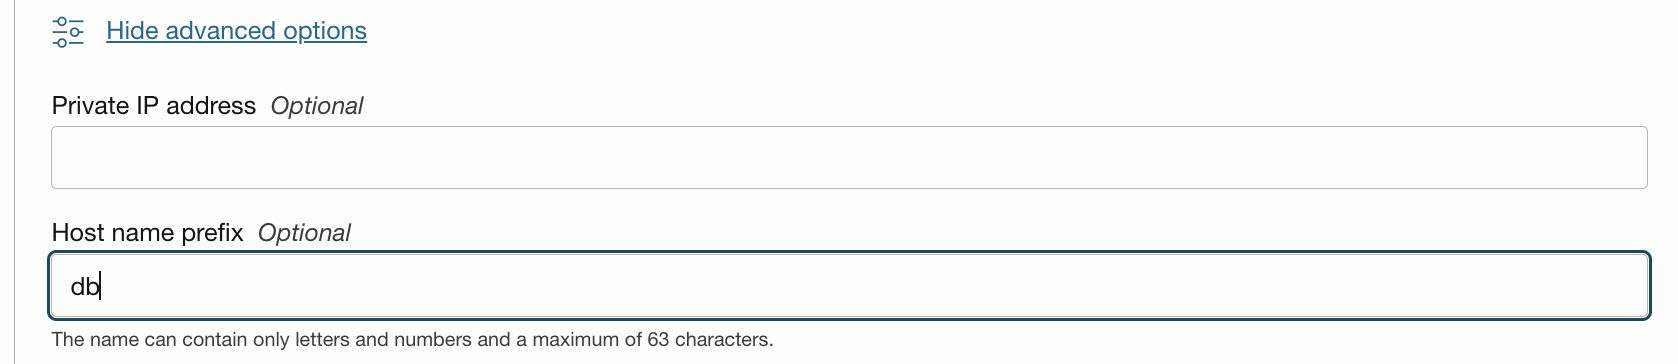 Hide advanced options
Private IP address Optional
Host name prefix Optional
db
The name can contain only letters and numbers and a maximum of 63 characters.